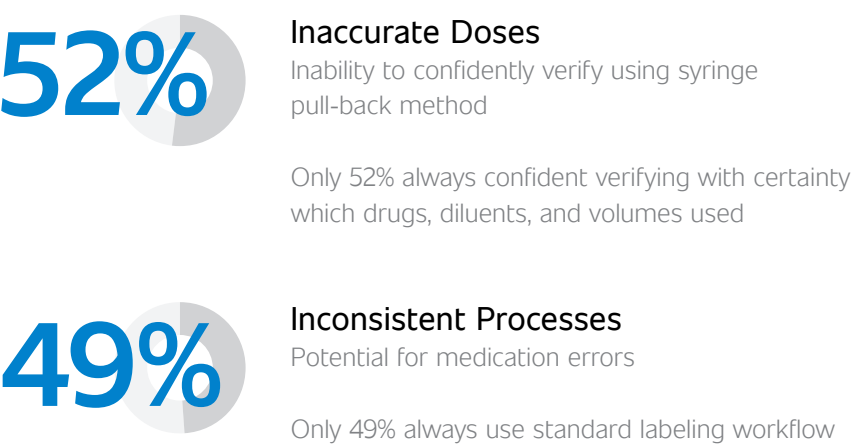 52%
Inaccurate Doses
Inability to confidently verify using syringe
pull-back method
Only 52% always confident verifying with certainty
which drugs, diluents, and volumes used
49%
Inconsistent Processes
Potential for medication errors
Only 49% always use standard labeling workflow